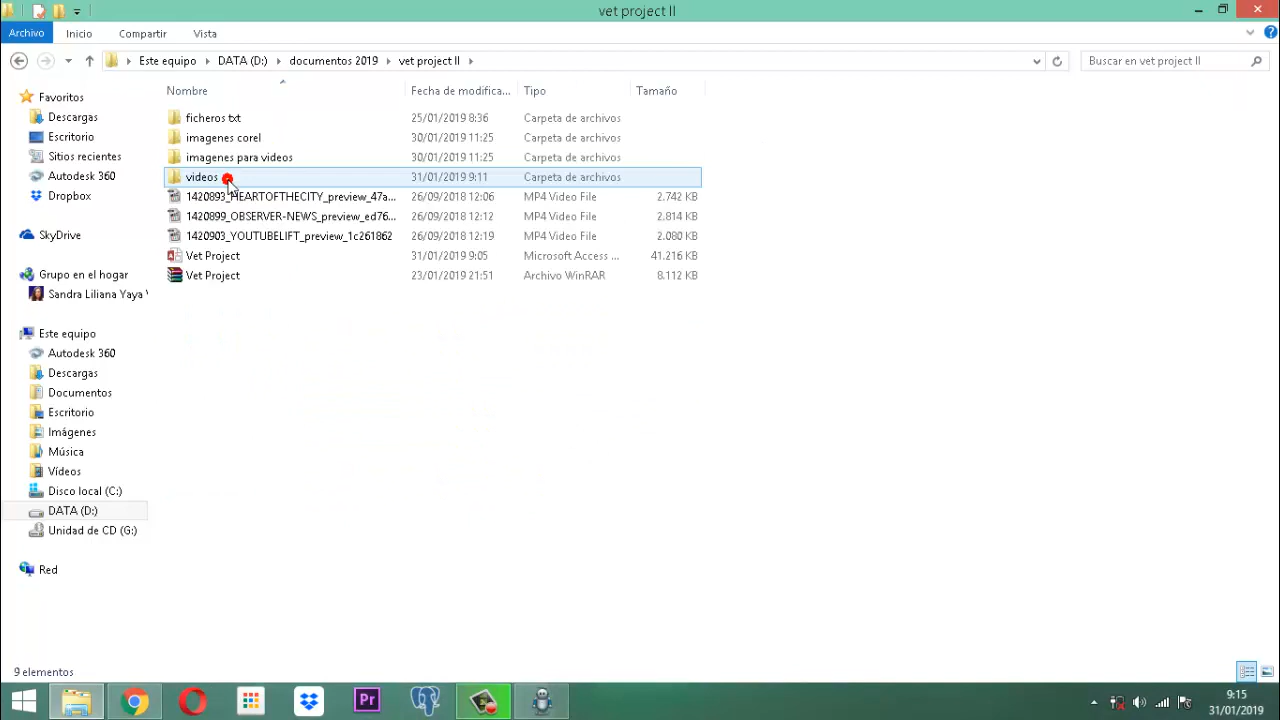 vet project II
Archivo Inicio Compartir Vista
Este equipo DATA (D:) documentos 2019 vet project II
Buscar en vet project II
Nombre Fecha de modifica... Tipo Tamaño
Favoritos
Descargas
Escritorio
Sitios recientes
Autodesk 360
Dropbox
SkyDrive
Grupo en el hogar
Sandra Liliana Yaya
Este equipo
Autodesk 360
Descargas
Documentos
Escritorio
Imágenes
Música
Vídeos
Disco local (C:)
DATA (D:)
Unidad de CD (G:)
Red
ficheros txt 25/01/2019 8:36 Carpeta de archivos
imagenes corel 30/01/2019 11:25 Carpeta de archivos
imagenes para videos 30/01/2019 11:25 Carpeta de archivos
videos 31/01/2019 9:11 Carpeta de archivos
1420893_HEARTOFTHECITY_preview_47a... 26/09/2018 12:06 MP4 Video File 2.742 KB
1420899_OBSERVER-NEWS_preview_ed76... 26/09/2018 12:12 MP4 Video File 2.814 KB
1420903_YOUTUBELIFT_preview_1c261862 26/09/2018 12:19 MP4 Video File 2.080 KB
Vet Project 31/01/2019 9:05 Microsoft Access ... 41.216 KB
Vet Project 23/01/2019 21:51 Archivo WinRAR 8.112 KB
9 elementos
Pr
9:15
31/01/2019